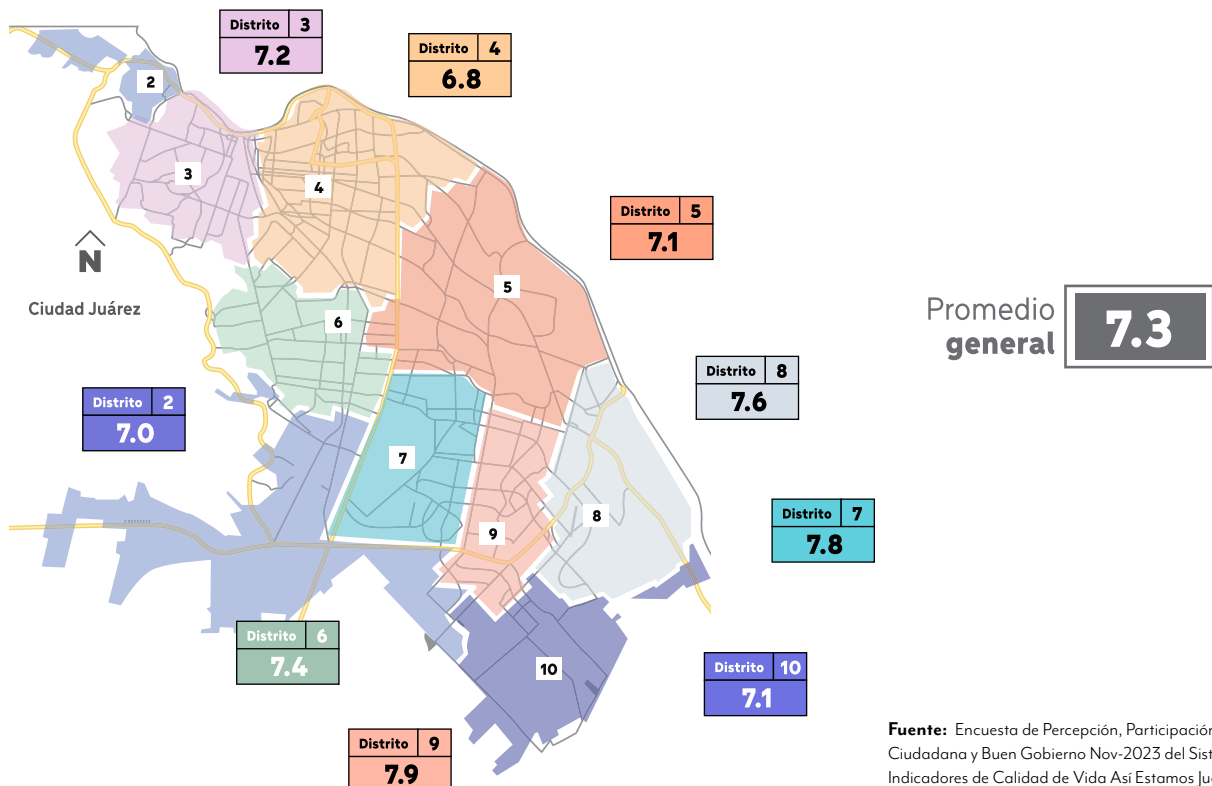 Distrito 3
7.2
Distrito 4
6.8
2
3
4
Distrito 5
7.1
N
Ciudad Juárez
5
6
Promedio
general
7.3
Distrito 8
7.6
Distrito 2
7.0
7
8
9
Distrito 7
7.8
Distrito 6
7.4
10
Distrito 10
7.1
Distrito 9
7.9
Fuente: Encuesta de Percepción, Participación
Ciudadana y Buen Gobierno Nov-2023 del
Indicadores de Calidad de Vida Así Estamos